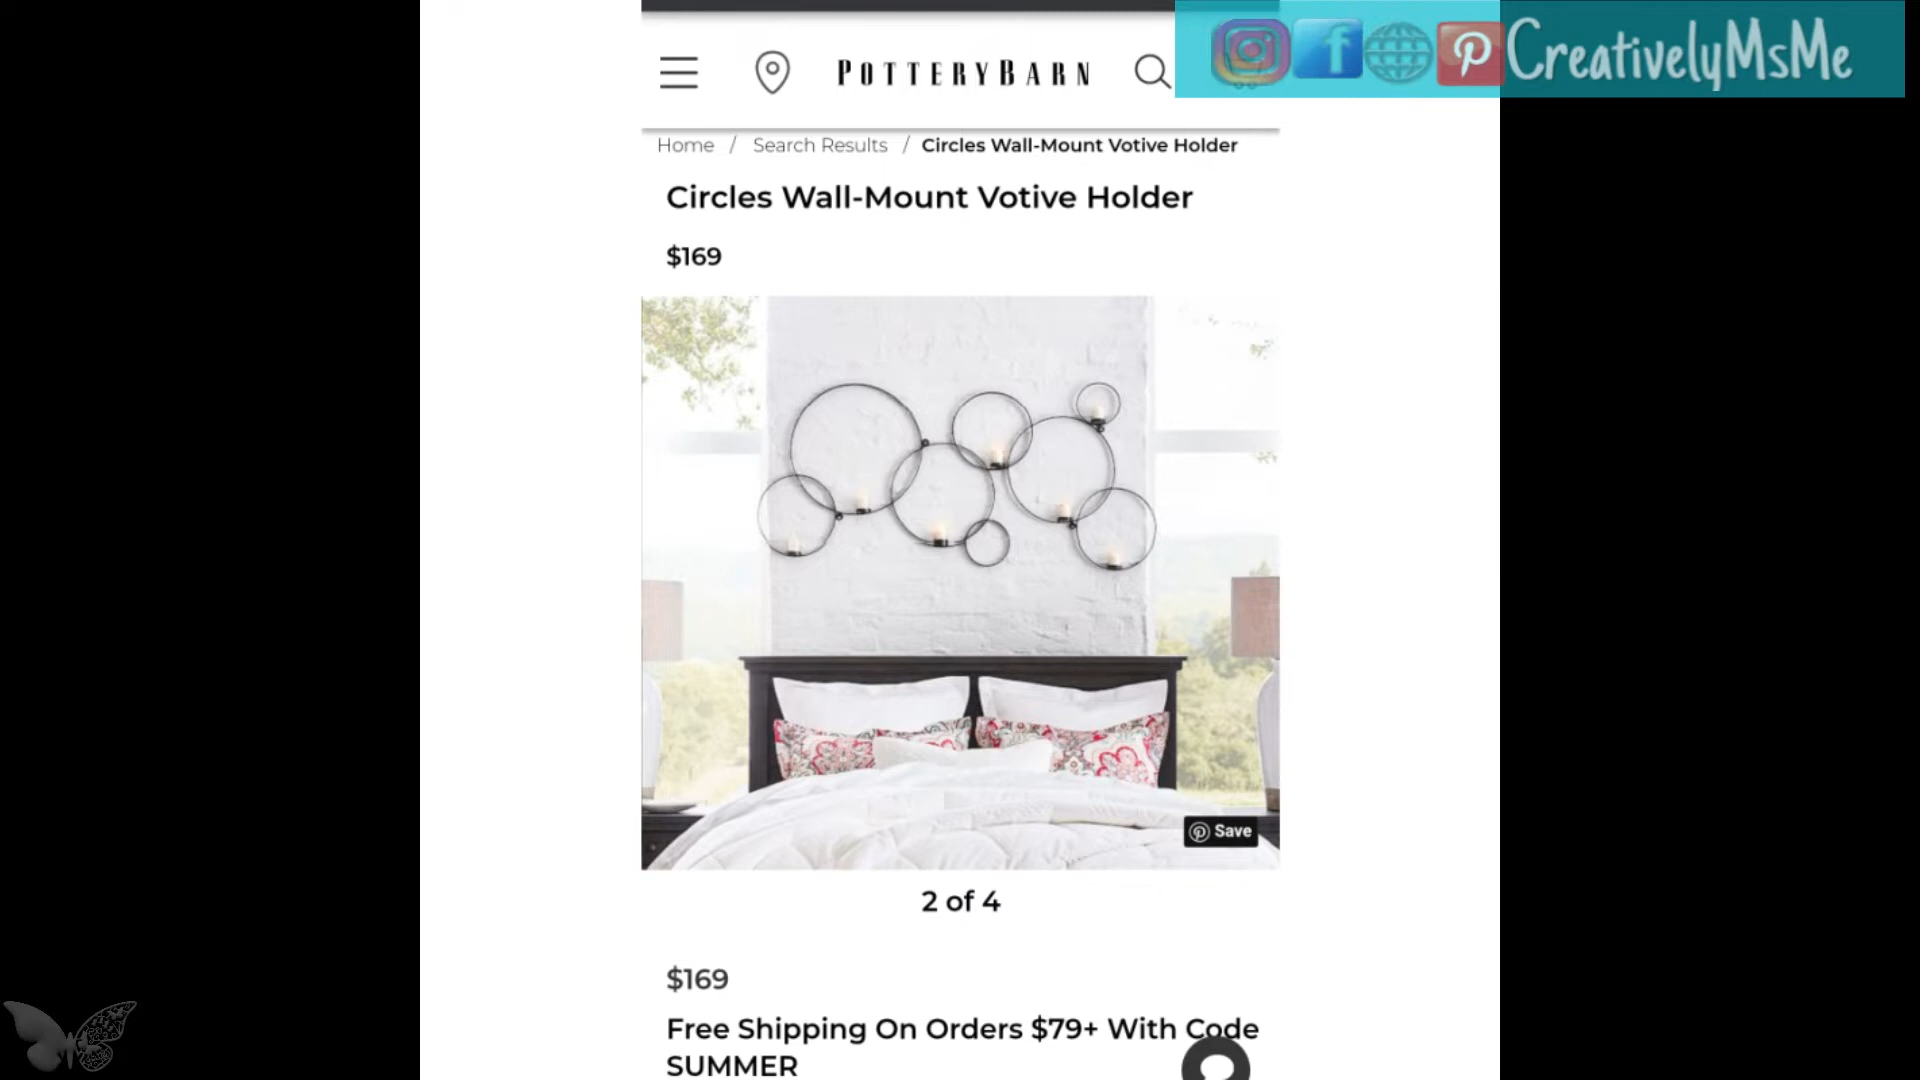 CreativelyMsMe
POTTERYBARN
Home / Search Results / Circles Wall-Mount Votive Holder
Circles Wall-Mount Votive Holder
$169
Save
2 of 4
$169
Free Shipping On Orders $79+ With Code
SUMMER